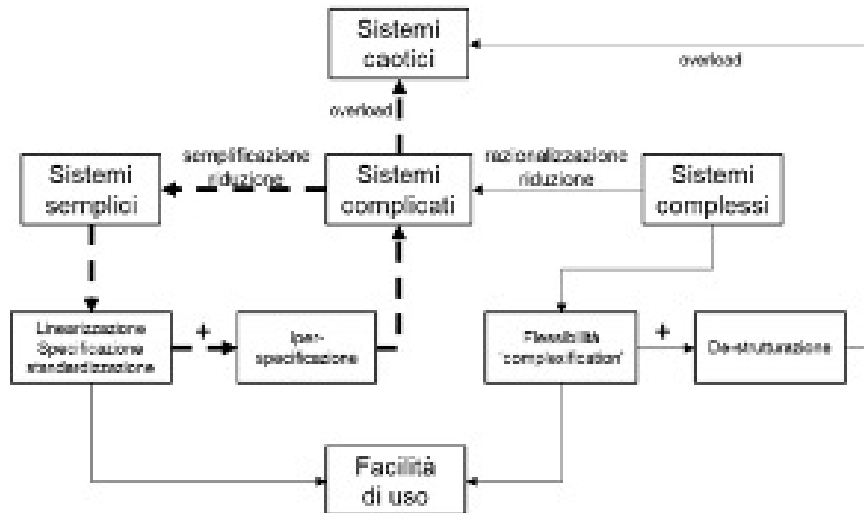 Sistemi
caotici
overload
overload
semplificazione
riduzione
razionalizzazione
riduzione
Sistemi
semplici
Sistemi
complicati
Sistemi
complessi
Linearizzazione
Specificazione
standardizzazione
+
Iper-
specificazione
Flessibilità
'complexification'
+
De-strutturazione
Facilità
di uso